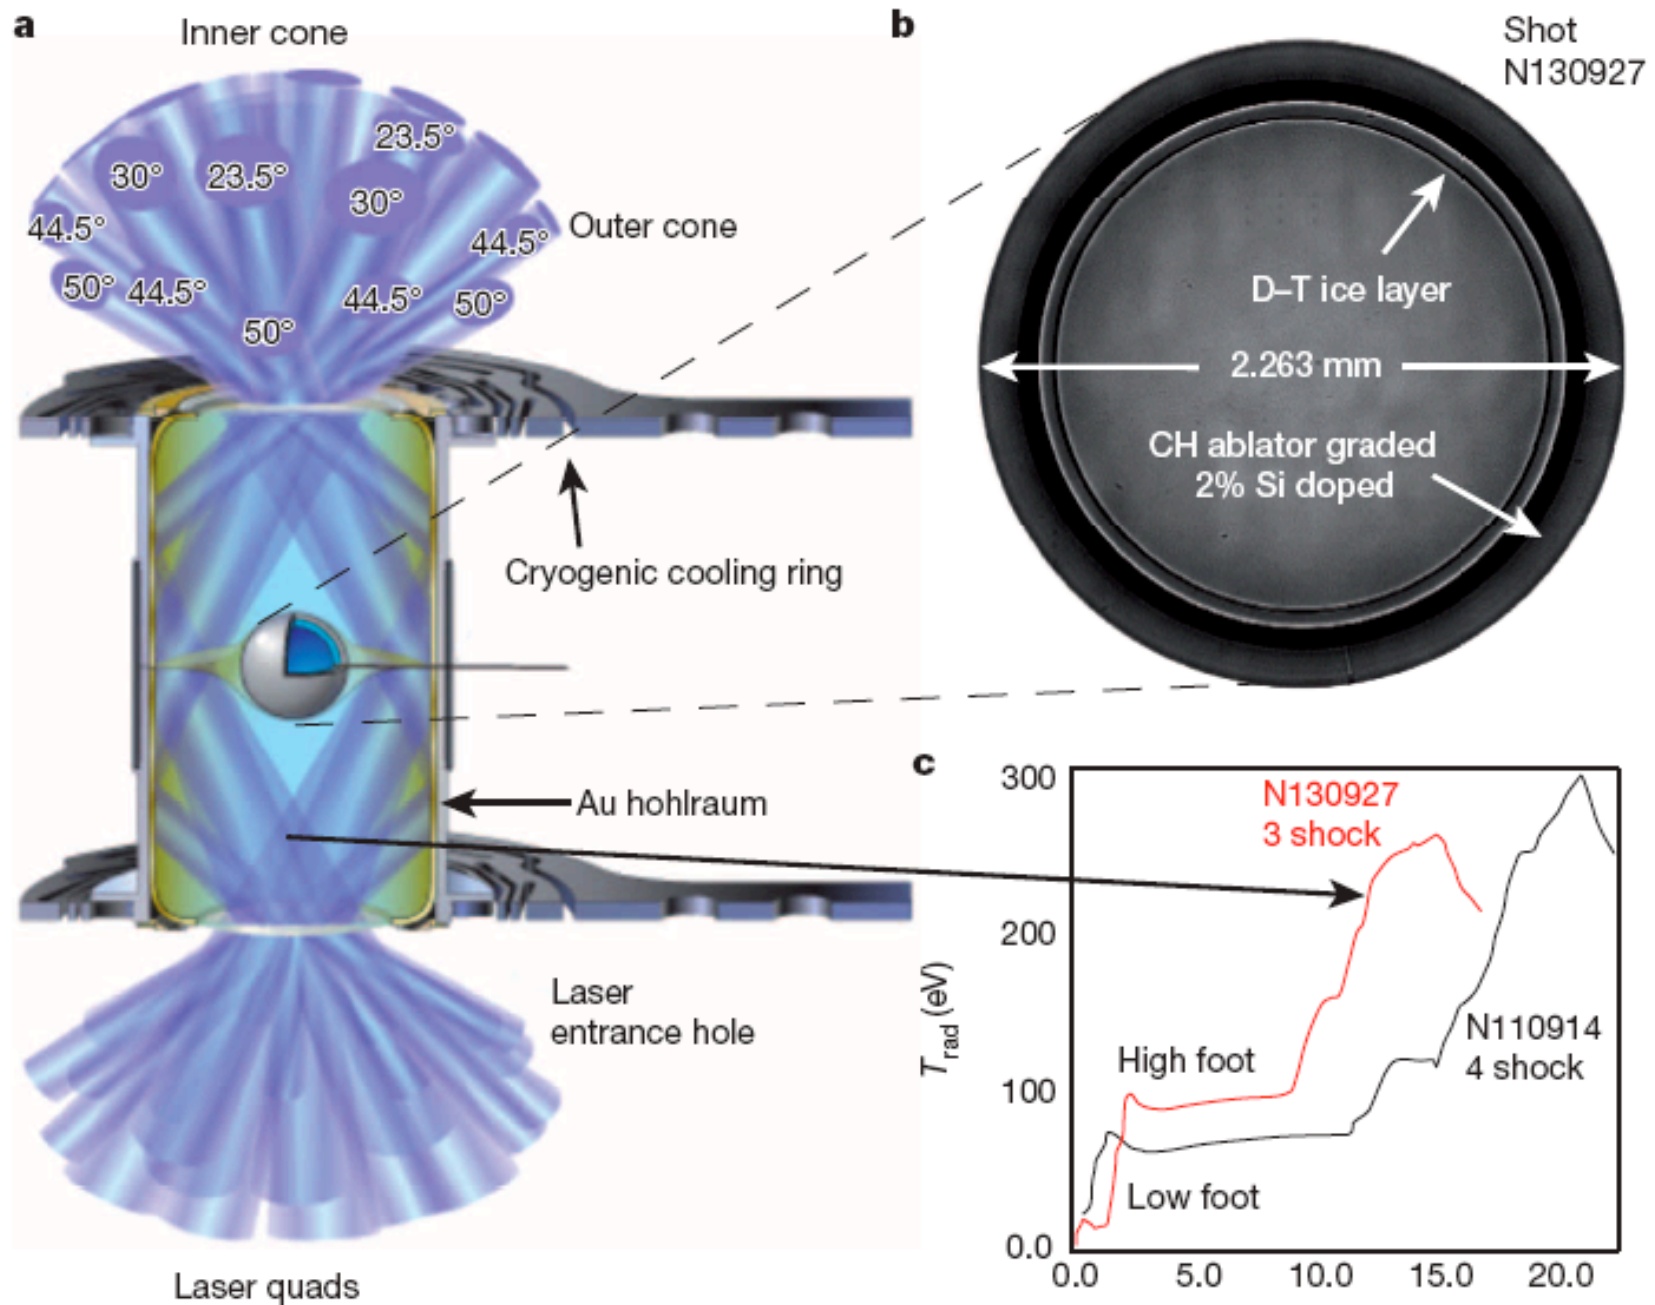 a
Inner cone
23.5°
30°
23.5°
30°
44.5°
44.5°
Outer cone
50°
44.5°
44.5°
50°
50°
Cryogenic cooling ring
Au hohlraum
Laser
entrance hole
Laser quads
b
Shot
N130927
D–T ice layer
2.263 mm
CH ablator graded
2% Si doped
c
300
200
100
0.0
T rad (eV)
N130927
3 shock
High foot
N110914
4 shock
Low foot
0.0 5.0 10.0 15.0 20.0